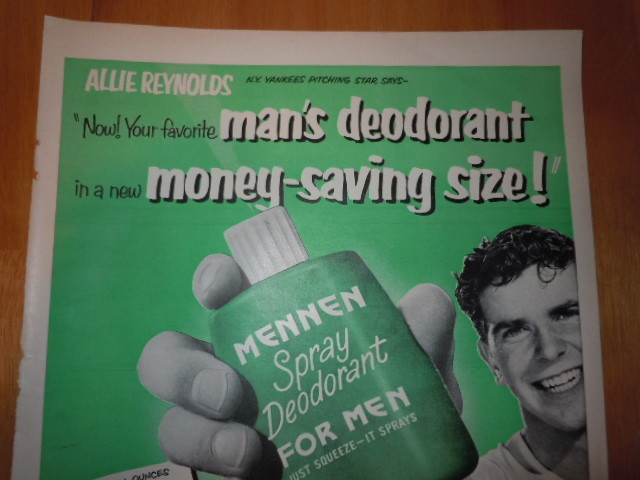 ALLIE REYNOLDS N.Y. YANKEES PITCHING STAR SAYS—
"Now! Your favorite man's deodorant
in a new money-saving size!"
MENNEN
Spray
Deodorant
FOR MEN
JUST SQUEEZE—IT SPRAYS
OUNCES